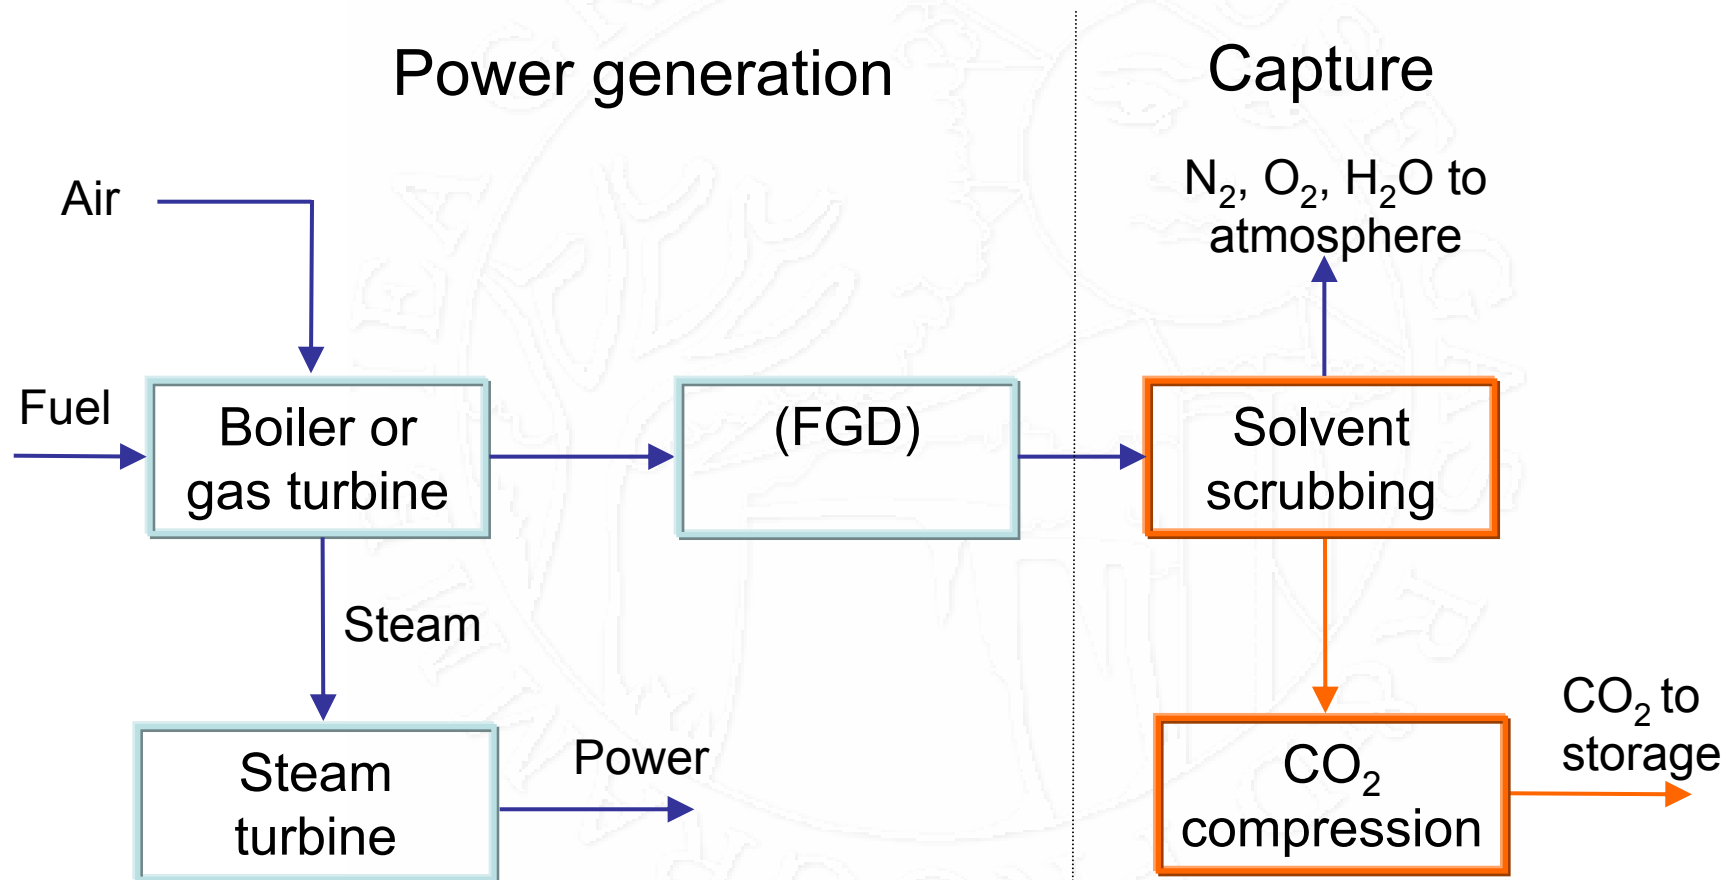 Power generation
Capture
Air
N₂, O₂, H₂O to
atmosphere
Fuel
Boiler or
gas turbine
(FGD)
Solvent
scrubbing
Steam
Steam
turbine
Power
CO₂
compression
CO₂ to
storage